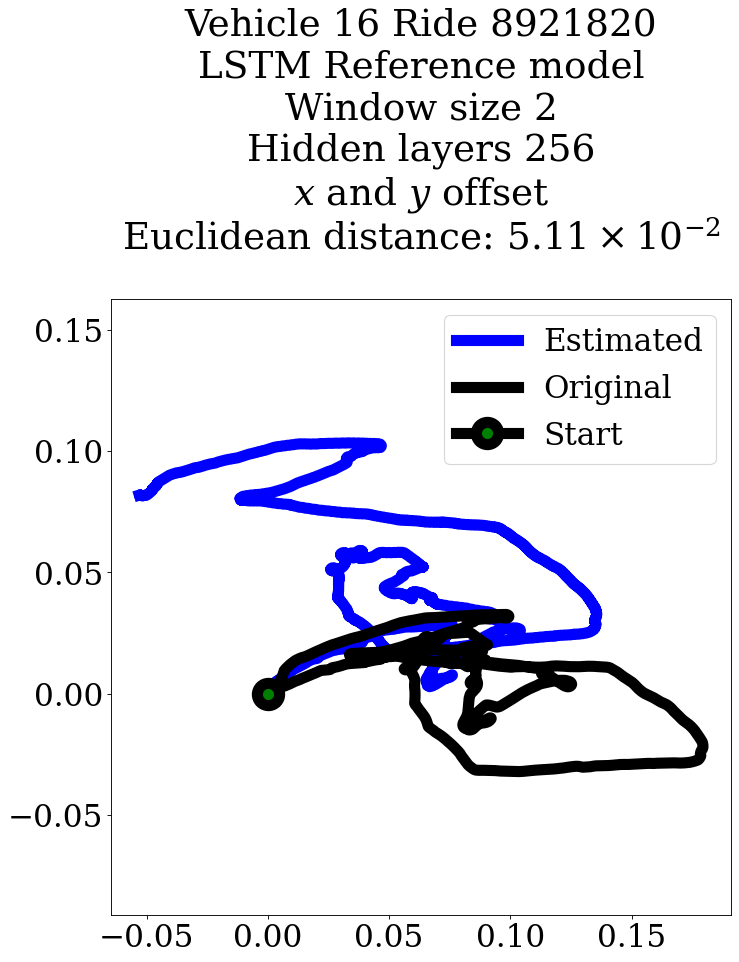 Vehicle 16 Ride 8921820
LSTM Reference model
Window size 2
Hidden layers 256
x and y offset
Euclidean distance: 5.11 × 10⁻²
0.15
0.10
0.05
0.00
−0.05
Estimated
Original
Start
−0.05 0.00 0.05 0.10 0.15